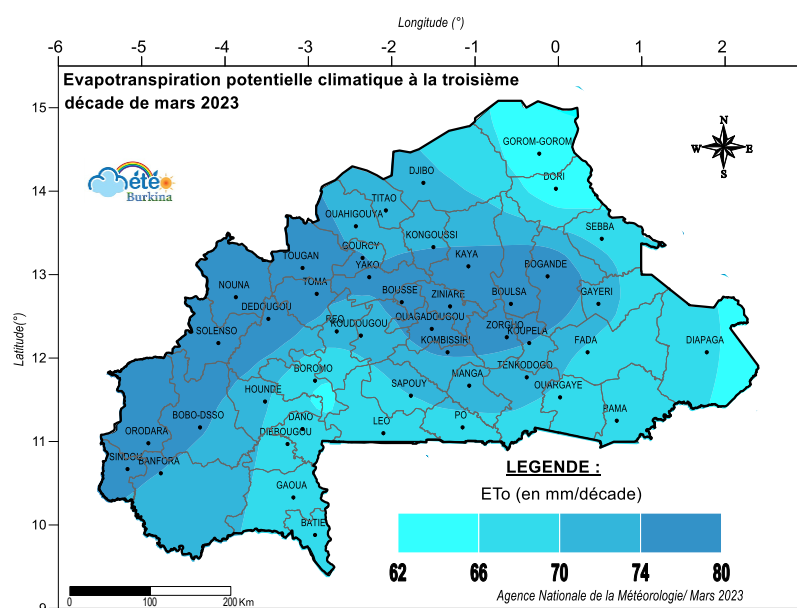 Longitude (°)
-6 -5 -4 -3 -2 -1 0 1 2
Evapotranspiration potentielle climatique à la troisième
décade de mars 2023
15
N
W E
S
GOROM-GOROM
météo
Burkina
14
DJIBO
DORI
TITAO
OUAHIGOUYA
KONGOUSSI
SEBBA
GOURCY
TOUGAN
KAYA
YAKO
BOGANDE
13
NOUNA
TOMA
BOUSSE
ZINIARE
BOULSA
GAYERI
DEDOUGOU
SOLENSO
REO
KOUDOUGOU
OUAGADOUGOU
ZORGHO
KOUPELA
KOMBISSIRI
FADA
DIAPAGA
Latitude(°)
12
BOROMO
TENKODOGO
HOUNDE
SAPOUY
MANGA
OUARGAYE
BOBO-DSSO
DANO
LEO
PO
PAMA
ORODARA
DIEBOUGOU
11
SINDOU
BANFORA
LEGENDE :
GAOUA
ETo (en mm/décade)
10
BATIE
62 66 70 74 80
Agence Nationale de la Météorologie/ Mars 2023
0 100 200 Km
9